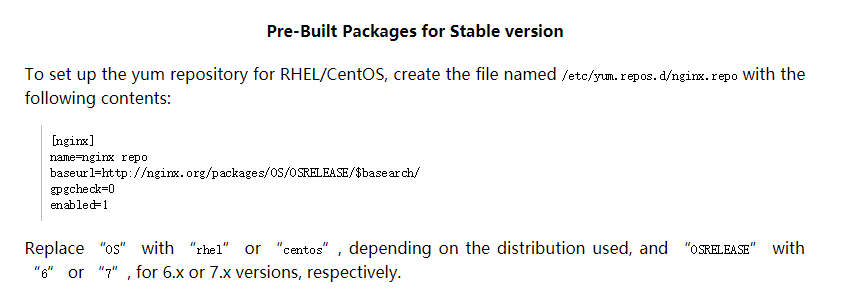 Pre-Built Packages for Stable version
To set up the yum repository for RHEL/CentOS, create the file named /etc/yum.repos.d/nginx.repo with the
following contents:
[nginx]
name=nginx repo
baseurl=http://nginx.org/packages/OS/OSRELEASE/$basearch/
gpgcheck=0
enabled=1
Replace “OS” with “rhel” or “centos”, depending on the distribution used, and “OSRELEASE” with
“6” or “7”, for 6.x or 7.x versions, respectively.